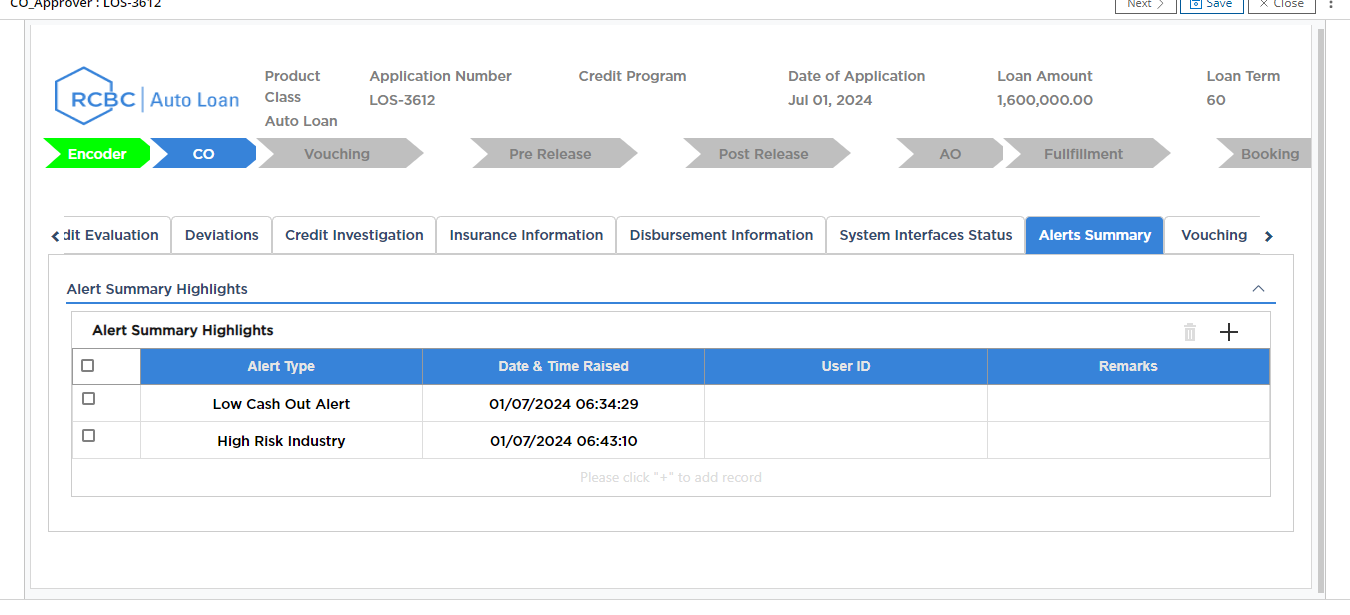 CO_Approver : LOS-3612
Next
Save
Close
RCBC Auto Loan
Product Class
Auto Loan
Application Number
LOS-3612
Credit Program
Date of Application
Jul 01, 2024
Loan Amount
1,600,000.00
Loan Term
60
Encoder
CO
Vouching
Pre Release
Post Release
AO
Fullfillment
Booking
dit Evaluation
Deviations
Credit Investigation
Insurance Information
Disbursement Information
System Interfaces Status
Alerts Summary
Vouching
Alert Summary Highlights
Alert Summary Highlights
Alert Type Date & Time Raised User ID Remarks
Low Cash Out Alert 01/07/2024 06:34:29
High Risk Industry 01/07/2024 06:43:10
Please click "+" to add record